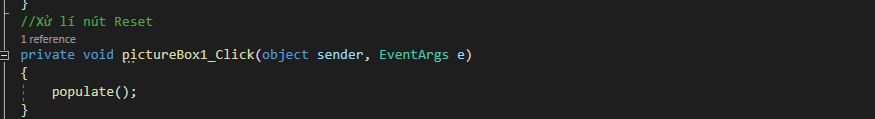 }
//Xử lí nút Reset
1 reference
private void pictureBox1_Click(object sender, EventArgs e)
{
populate();
}